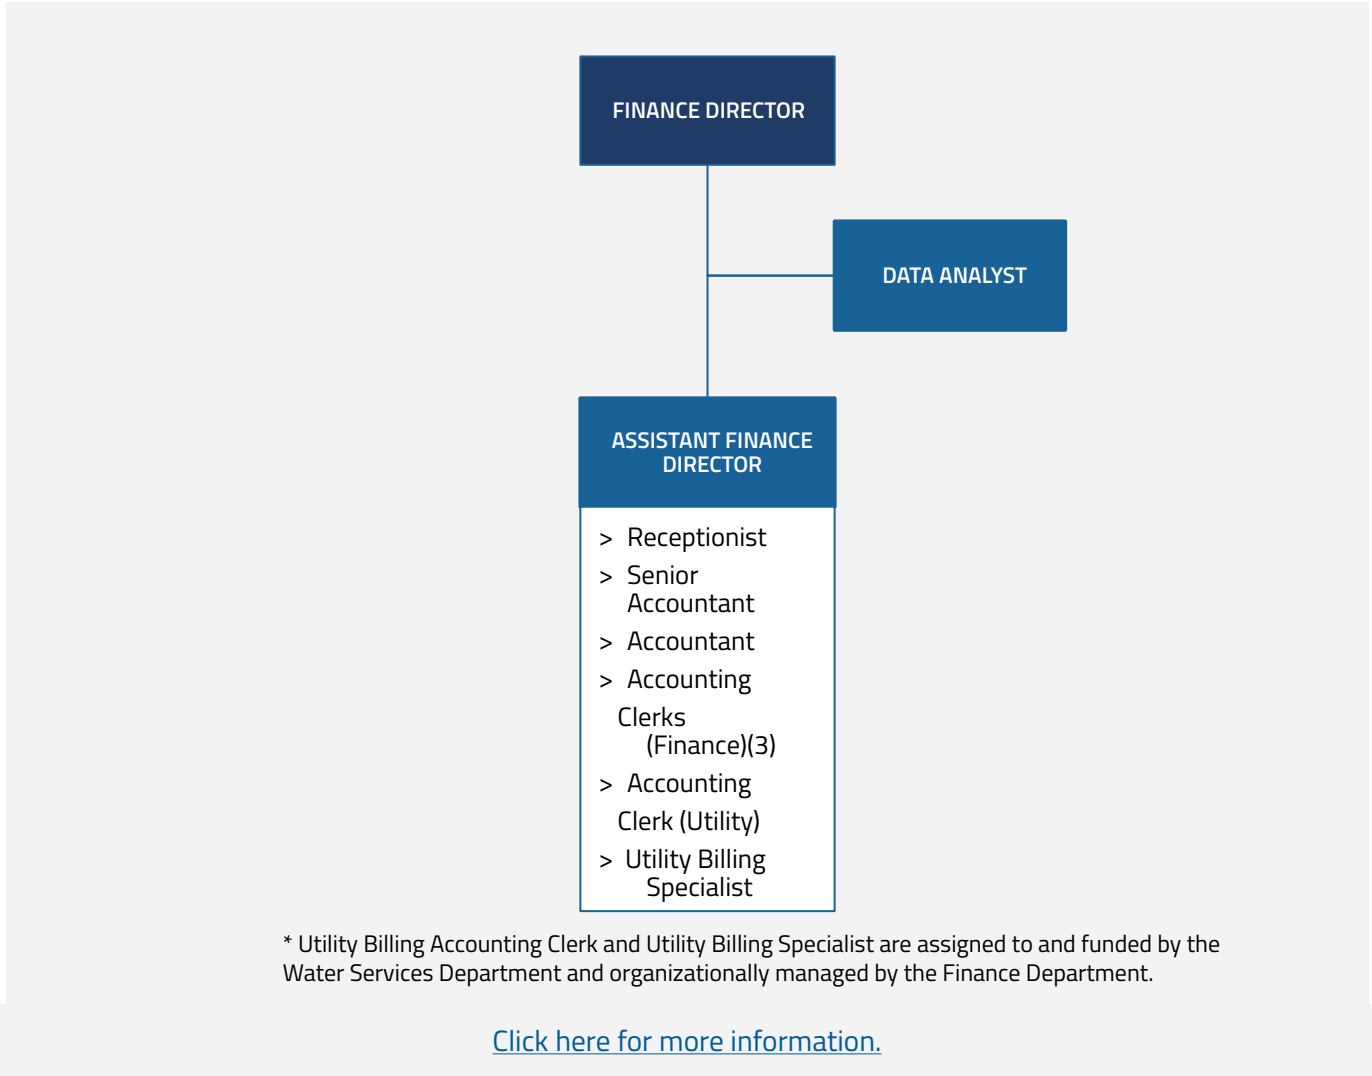 FINANCE DIRECTOR
DATA ANALYST
ASSISTANT FINANCE
DIRECTOR
> Receptionist
> Senior
Accountant
> Accountant
> Accounting
Clerks
(Finance)(3)
> Accounting
Clerk (Utility)
> Utility Billing
Specialist
* Utility Billing Accounting Clerk and Utility Billing Specialist are assigned to and funded by the
Water Services Department and organizationally managed by the Finance Department.
Click here for more information.